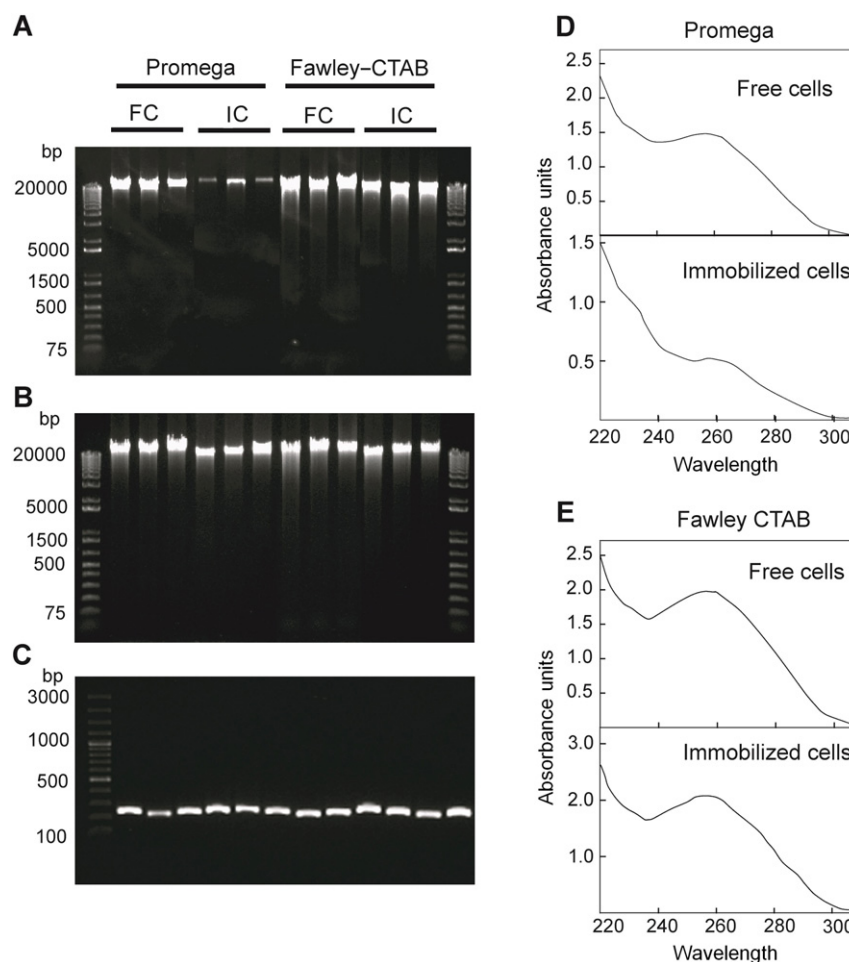 A
Promega Fawley–CTAB
FC IC FC IC
bp
20000
5000
1500
500
75
B
bp
20000
5000
1500
500
75
C
bp
3000
1000
500
100
D
Promega
2.5
2.0
1.5
1.0
0.5
Free cells
1.5
1.0
0.5
Immobilized cells
Absorbance units
220 240 260 280 300
Wavelength
E
Fawley CTAB
2.5
2.0
1.5
1.0
0.5
Free cells
3.0
2.0
1.0
Immobilized cells
Absorbance units
220 240 260 280 300
Wavelength